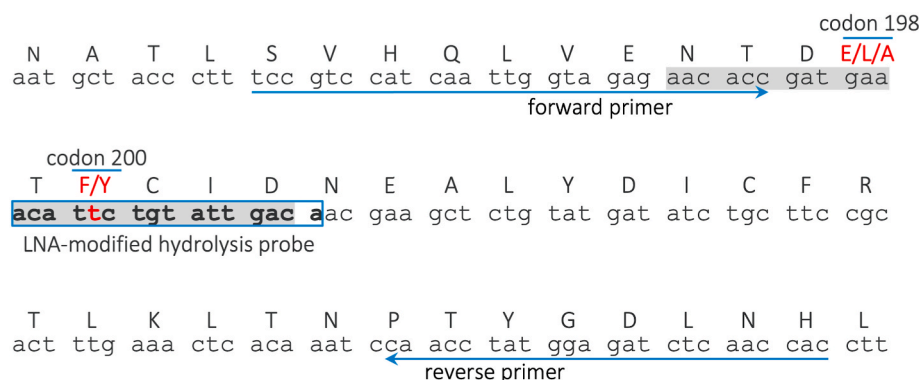 codon 198
N A T L S V H Q L V E N T D E/L/A
aat gct acc ctt tcc gtc cat caa ttg gta gag aac acc gat gaa
forward primer
codon 200
T F/Y C I D N E A L Y D I C F R
aca ttc tgt att gac aac gaa gct ctg tat gat atc tgc ttc cgc
LNA-modified hydrolysis probe
T L K L T N P T Y G D L N H L
act ttg aaa ctc aca aat cca acc tat gga gat ctc aac cac ctt
reverse primer